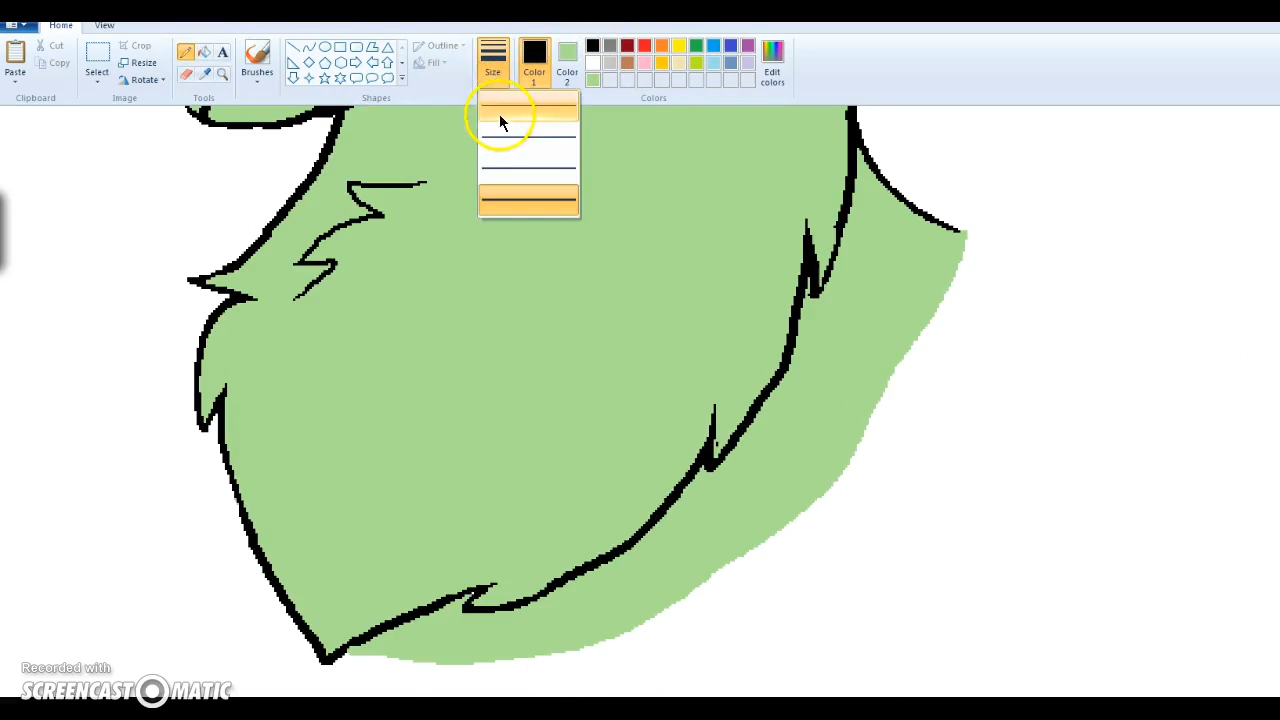 Home View
Cut
Copy
Paste
Clipboard
Select
Crop
Resize
Rotate
Image
A
Tools
Brushes
Outline
Fill
Shapes
Size
Color
1
Color
2
Edit
colors
Colors
Recorded with
SCREENCAST MATIC